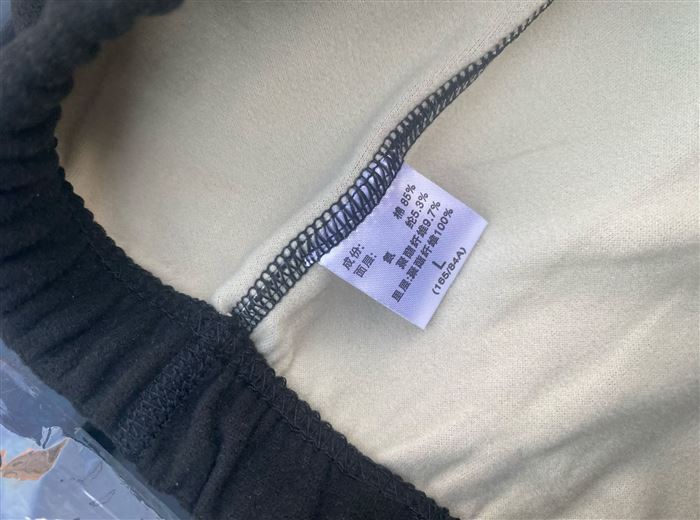 成份:
面层: 棉 85%
氨纶5.3%
聚酯纤维9.7%
里层:聚酯纤维100%
L
(165/84A)